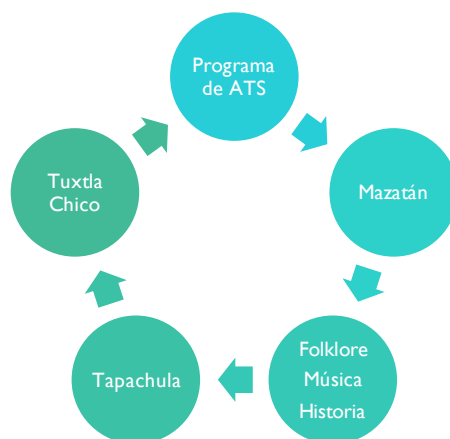 Programa
de ATS
Mazatán
Folklore
Música
Historia
Tapachula
Tuxtla
Chico